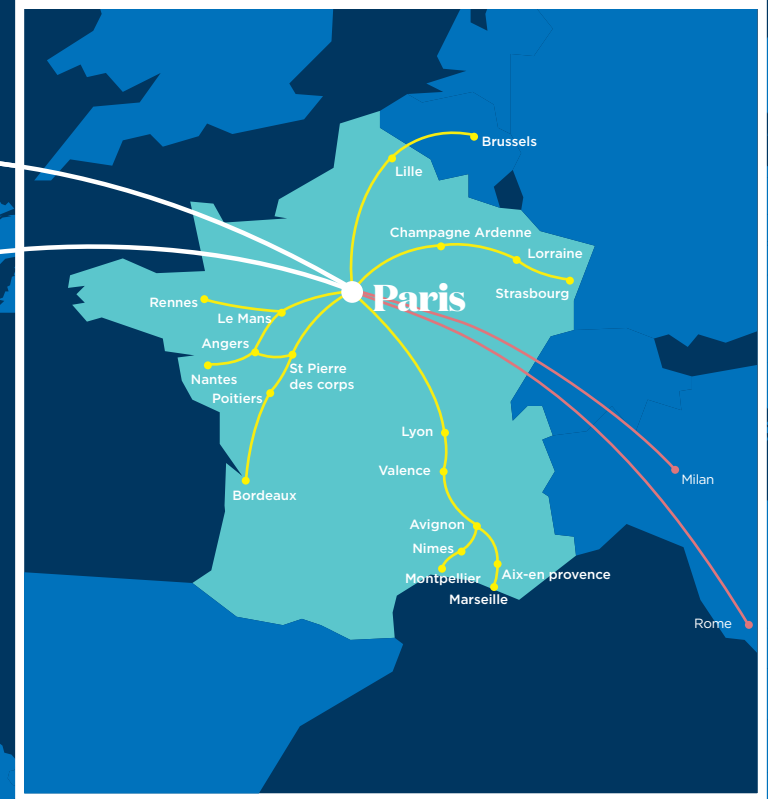 Brussels
Lille
Champagne Ardenne
Lorraine
Strasbourg
Paris
Rennes
Le Mans
Angers
St Pierre
des corps
Nantes
Poitiers
Lyon
Valence
Milan
Bordeaux
Avignon
Nimes
Montpellier
Aix-en provence
Marseille
Rome